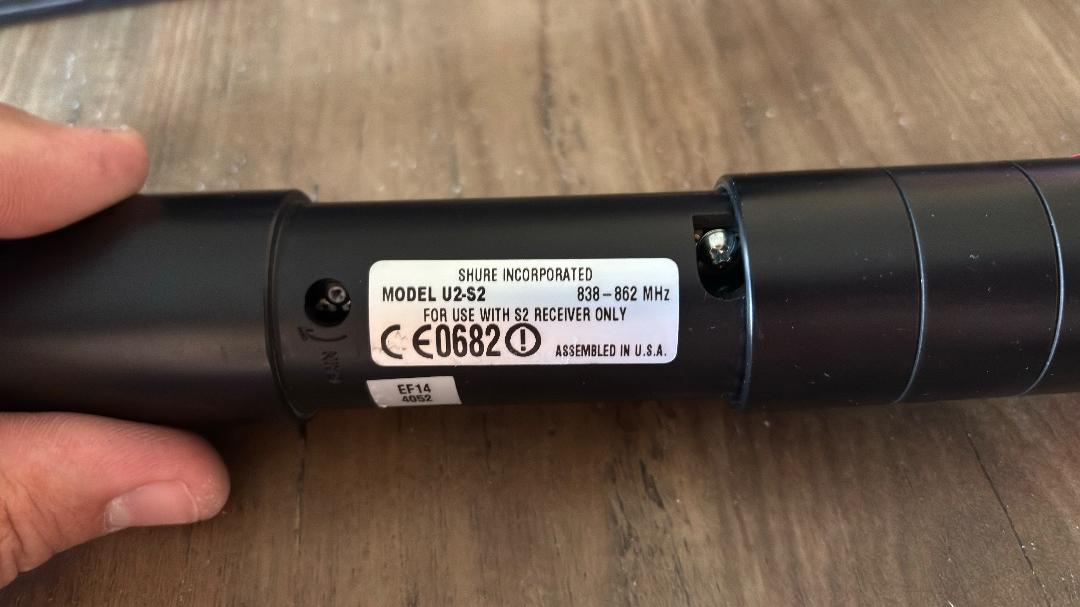 SHURE INCORPORATED
MODEL U2-S2 838–862 MHz
FOR USE WITH S2 RECEIVER ONLY
CE0682 ASSEMBLED IN U.S.A.
GAIN
EF14
4052